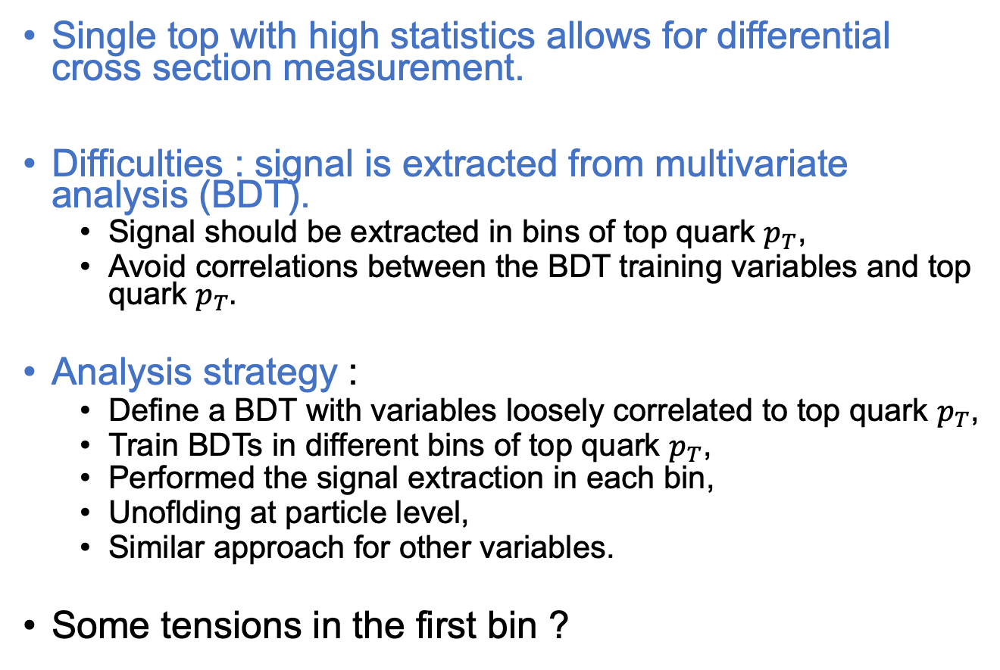 • Single top with high statistics allows for differential
cross section measurement.
• Difficulties : signal is extracted from multivariate
analysis (BDT).
• Signal should be extracted in bins of top quark p_T,
• Avoid correlations between the BDT training variables and top
quark p_T.
• Analysis strategy :
• Define a BDT with variables loosely correlated to top quark p_T,
• Train BDTs in different bins of top quark p_T,
• Performed the signal extraction in each bin,
• Unoflding at particle level,
• Similar approach for other variables.
• Some tensions in the first bin ?